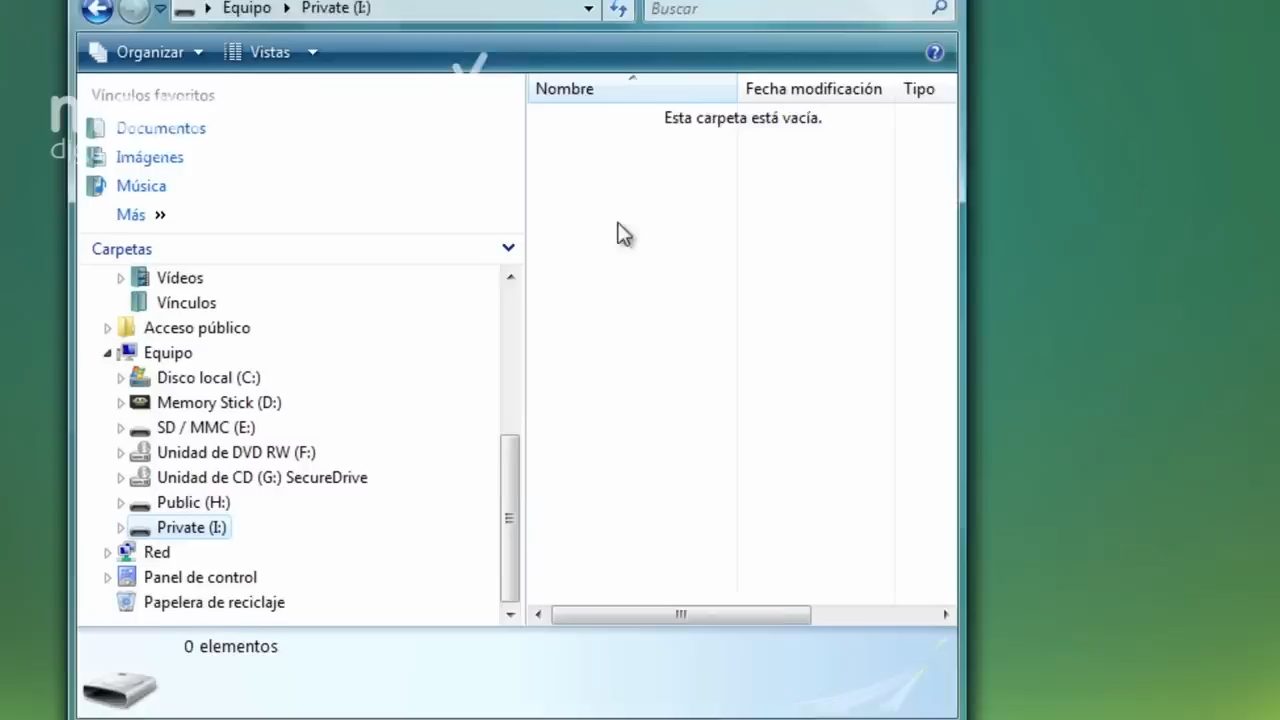 Equipo Private (I:) Buscar
Organizar Vistas
Vínculos favoritos
Documentos
Imágenes
Música
Más »
Carpetas
Vídeos
Vínculos
Acceso público
Equipo
Disco local (C:)
Memory Stick (D:)
SD / MMC (E:)
Unidad de DVD RW (F:)
Unidad de CD (G:) SecureDrive
Public (H:)
Private (I:)
Red
Panel de control
Papelera de reciclaje
Nombre Fecha modificación Tipo
Esta carpeta está vacía.
0 elementos